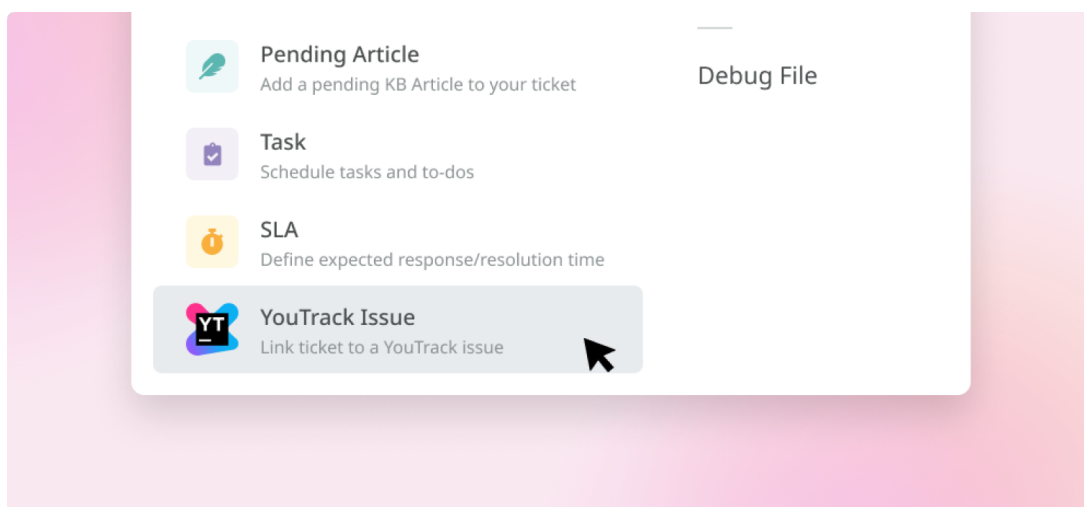 Pending Article
Add a pending KB Article to your ticket
Task
Schedule tasks and to-dos
SLA
Define expected response/resolution time
YT
YouTrack Issue
Link ticket to a YouTrack issue
Debug File